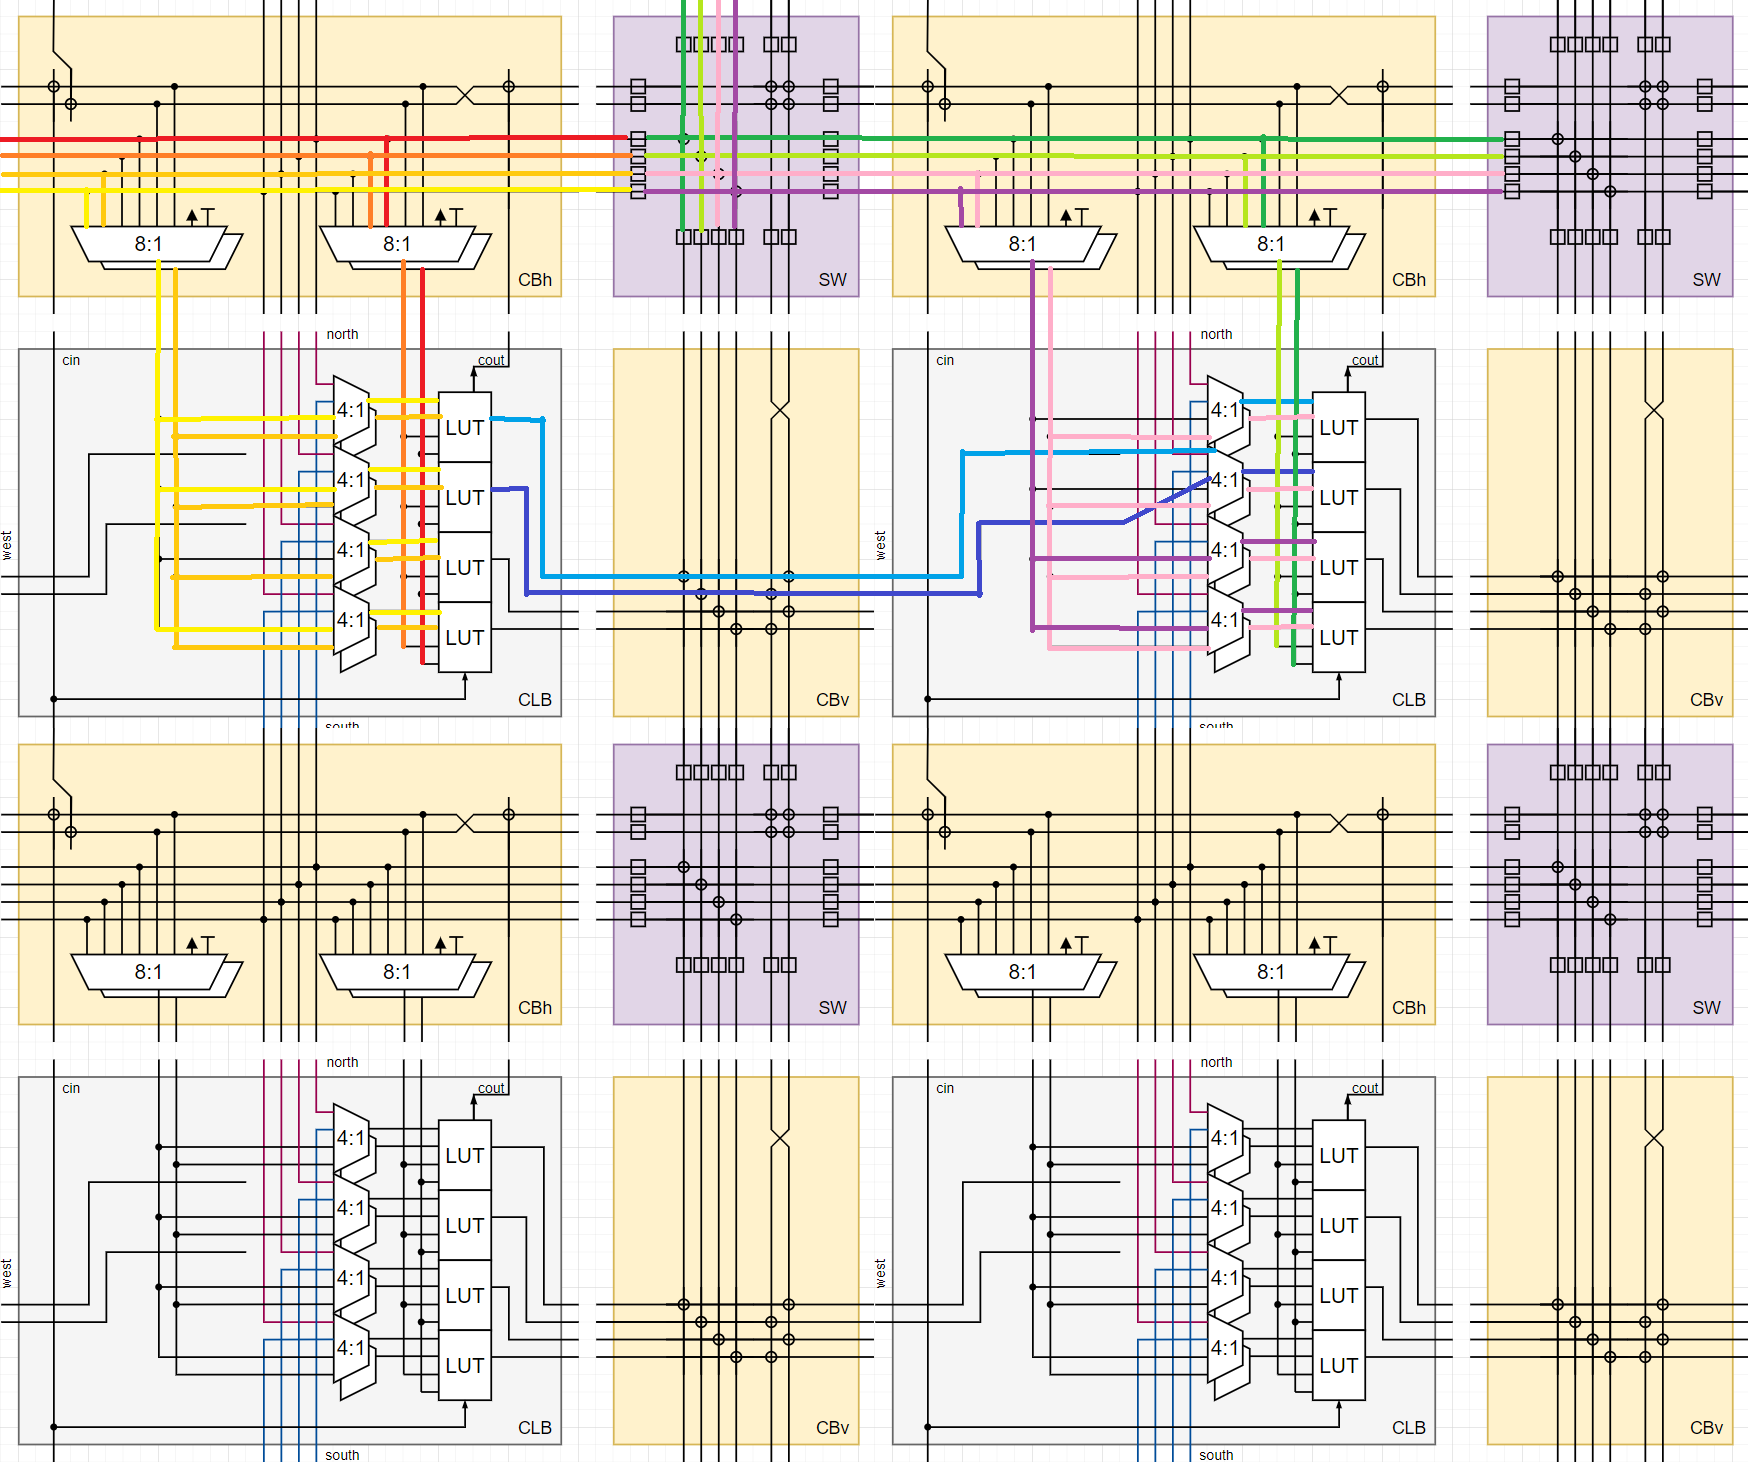 8:1 8:1 8:1 8:1
CBh SW CBh SW
north north
cin cout cin cout
4:1 4:1
LUT LUT
4:1 4:1
LUT LUT
west west
4:1 4:1
LUT LUT
4:1 4:1
LUT LUT
CLB CBv CLB CBv
south south
8:1 8:1 8:1 8:1
CBh SW CBh SW
north north
cin cout cin cout
4:1 4:1
LUT LUT
4:1 4:1
LUT LUT
west west
4:1 4:1
LUT LUT
4:1 4:1
LUT LUT
CLB CBv CLB CBv
south south